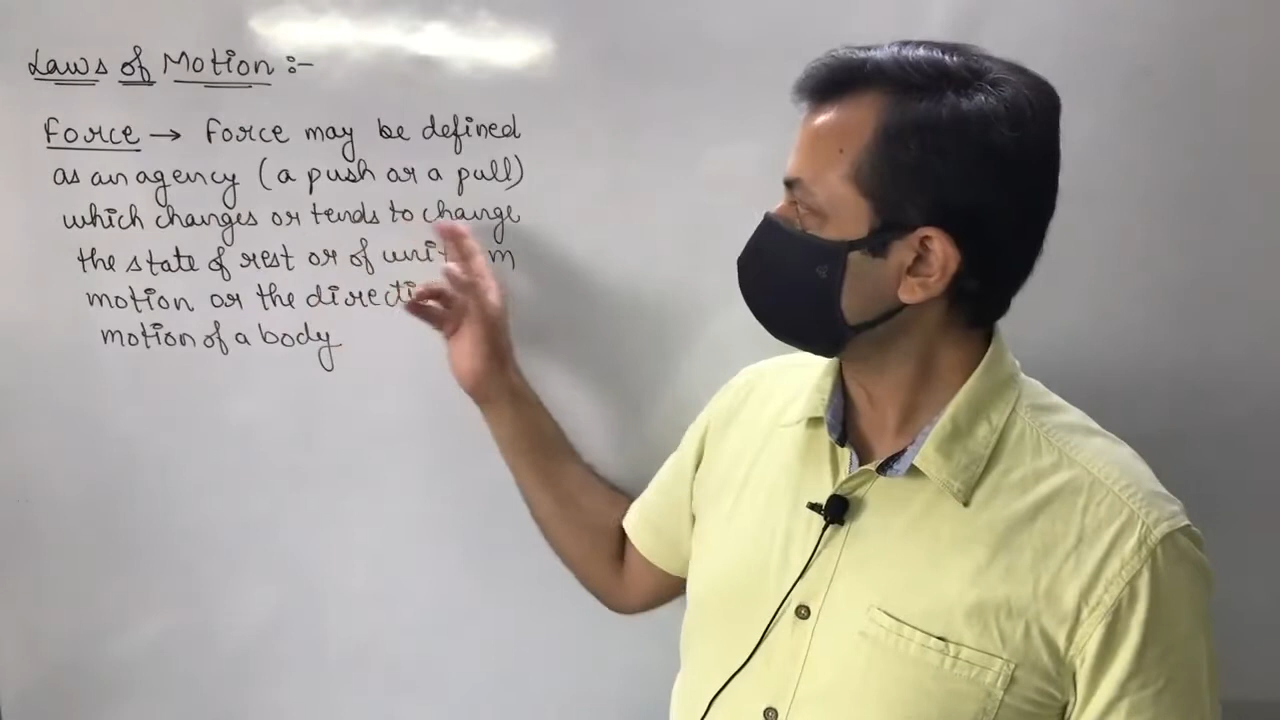 Laws of Motion :-
Force → Force may be defined
as an agency (a push or a pull)
which changes or tends to change
the state of rest or of
motion or the
motion of a body